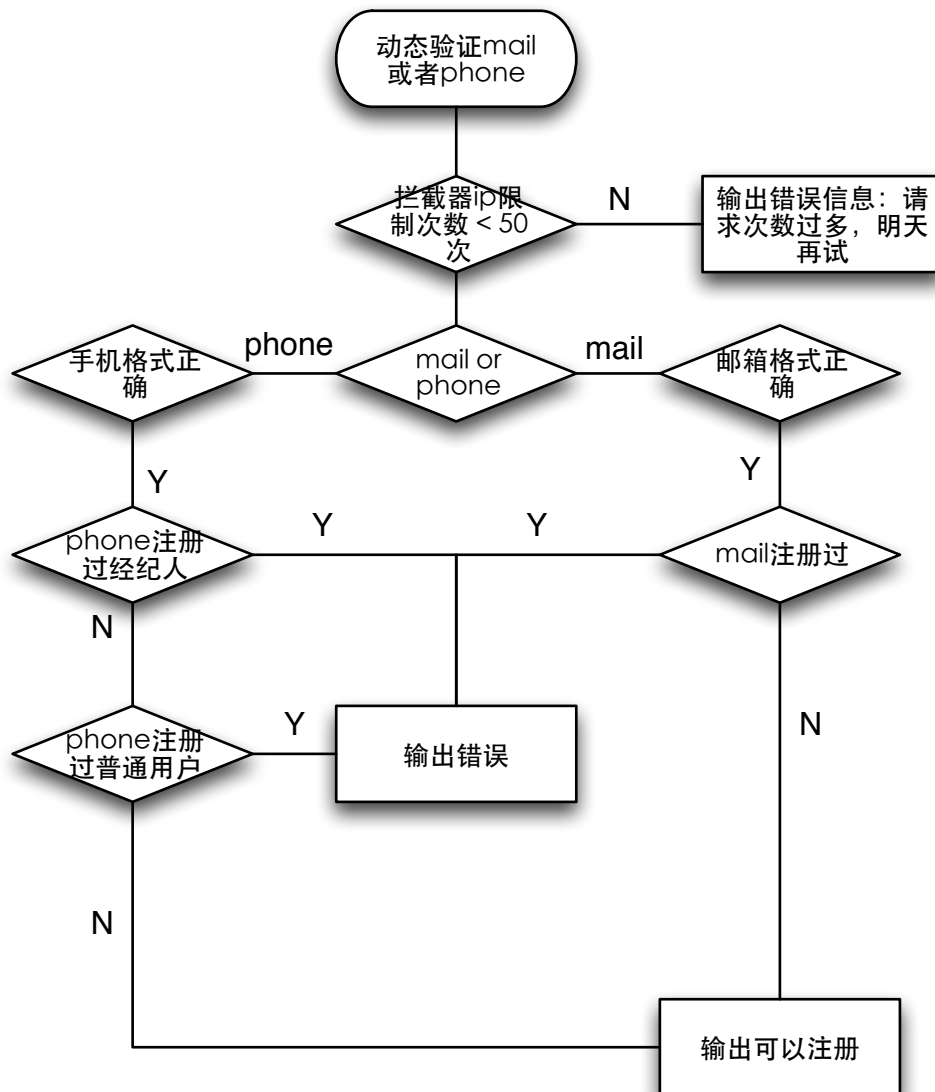 动态验证mail
或者phone
拦截器ip限
制次数 < 50
次
N
输出错误信息：请
求次数过多，明天
再试
手机格式正
确
phone
mail or
phone
mail
邮箱格式正
确
Y
Y
phone注册
过经纪人
Y
Y
mail注册过
N
phone注册
过普通用户
Y
输出错误
N
N
输出可以注册